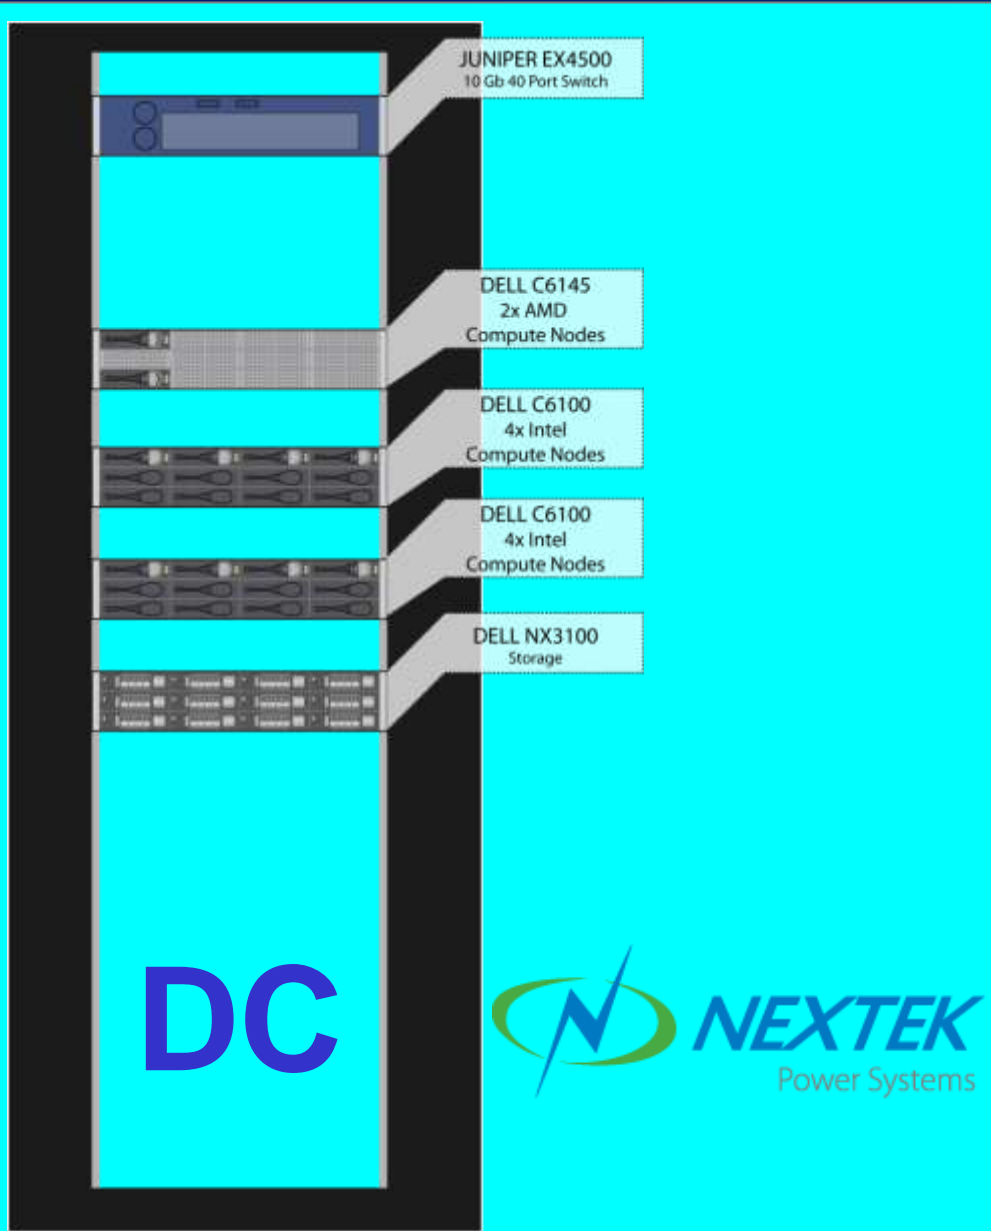 JUNIPER EX4500
10 Gb 40 Port Switch
DELL C6145
2x AMD
Compute Nodes
DELL C6100
4x Intel
Compute Nodes
DELL C6100
4x Intel
Compute Nodes
DELL NX3100
Storage
DC
NEXTEK
Power Systems